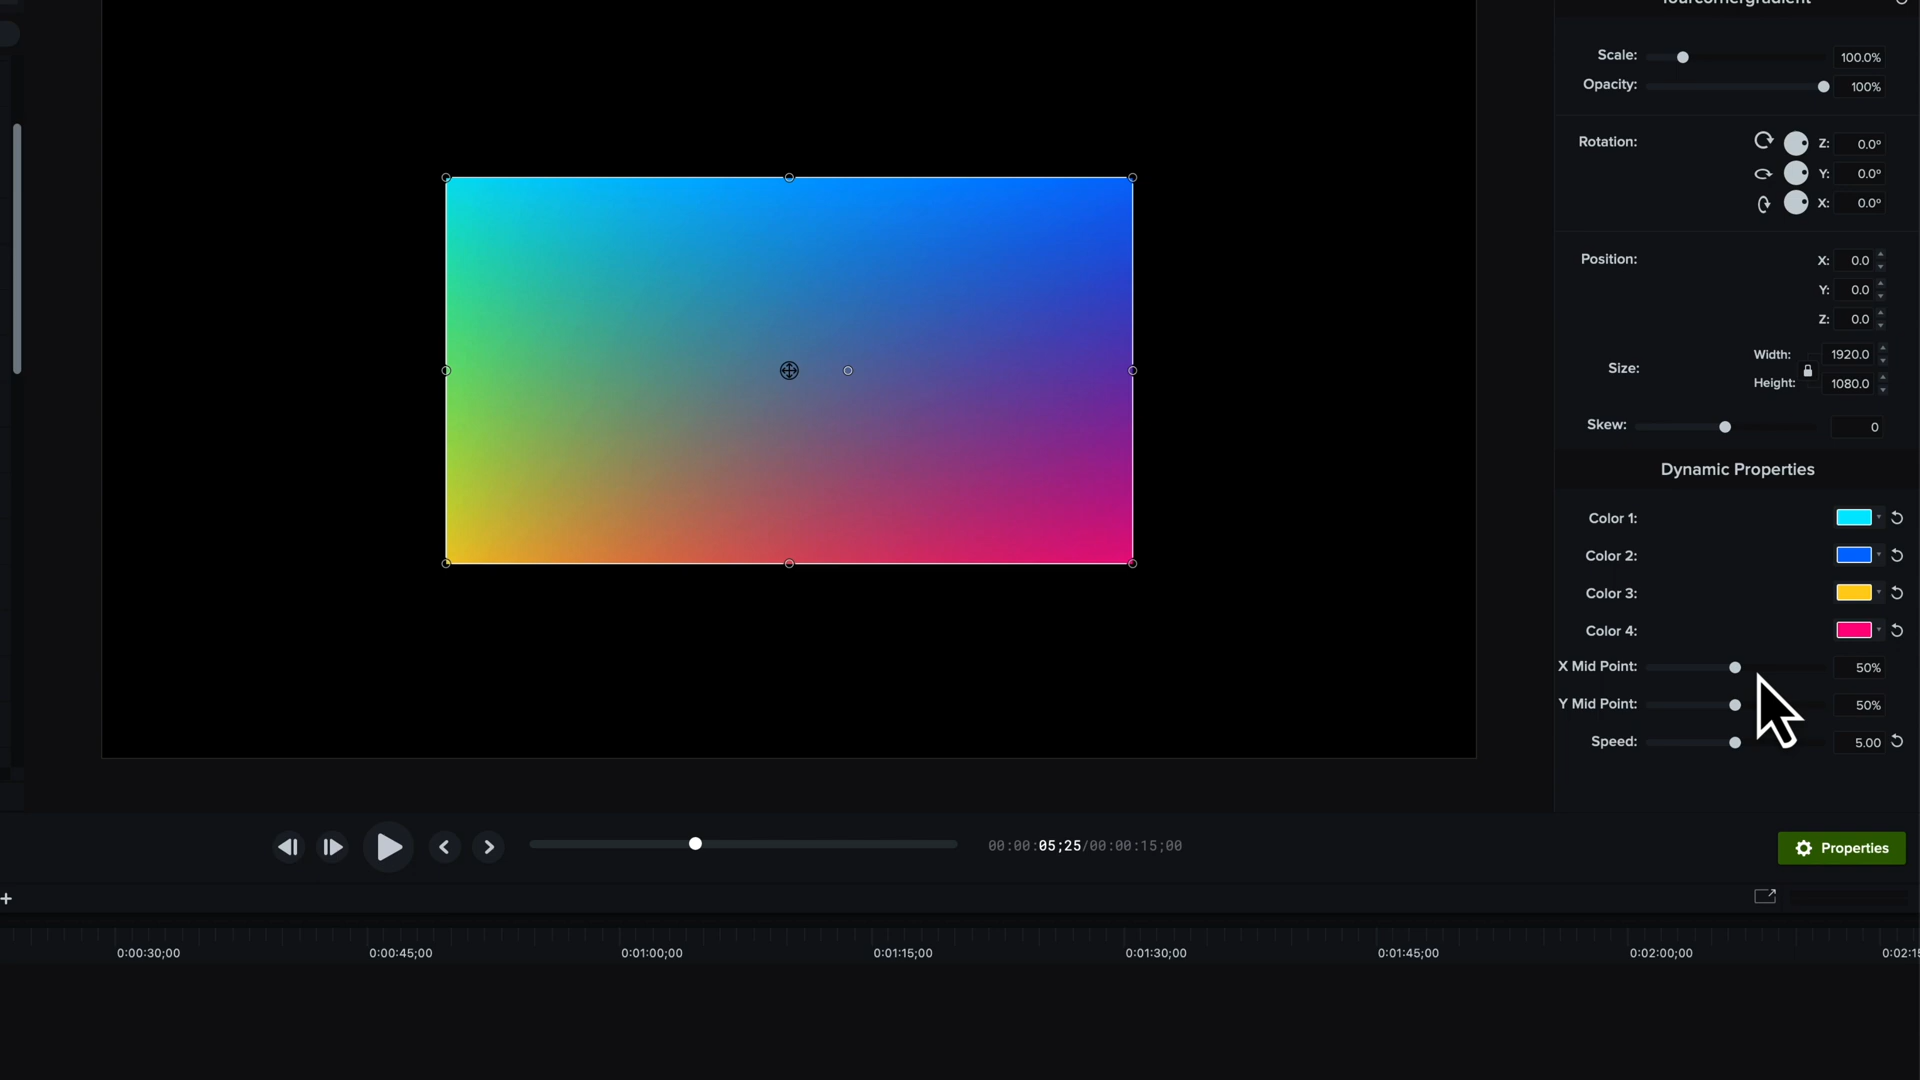 fourcornergradient
Scale: 100.0%
Opacity: 100%
Rotation: Z: 0.0°
Y: 0.0°
X: 0.0°
Position: X: 0.0
Y: 0.0
Z: 0.0
Size: Width: 1920.0
Height: 1080.0
Skew: 0
Dynamic Properties
Color 1:
Color 2:
Color 3:
Color 4:
X Mid Point: 50%
Y Mid Point: 50%
Speed: 5.00
00:00:05;25/00:00:15;00
Properties
0:00:30;00 0:00:45;00 0:01:00;00 0:01:15;00 0:01:30;00 0:01:45;00 0:02:00;00